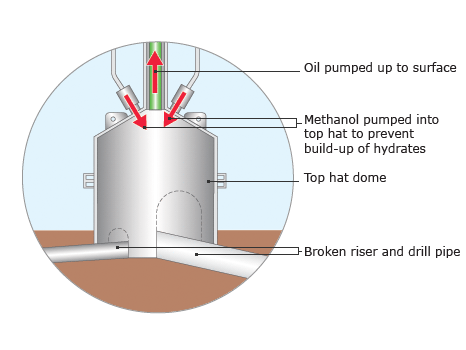 Oil pumped up to surface
Methanol pumped into
top hat to prevent
build-up of hydrates
Top hat dome
Broken riser and drill pipe